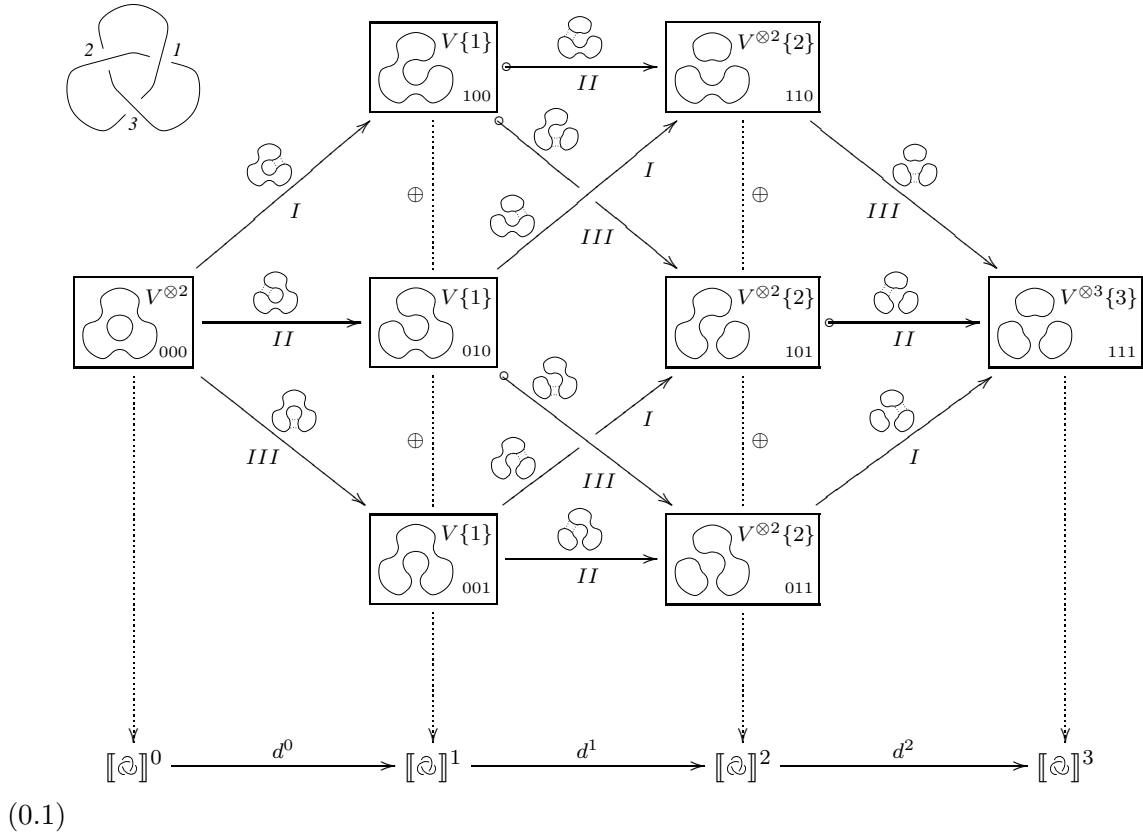 2 1
3
V{1}
100
II
V^{⊗2}{2}
110
I
⊕
III
I
⊕
III
V^{⊗2}
000
II
V{1}
010
V^{⊗2}{2}
101
II
V^{⊗3}{3}
111
III
⊕
III
I
⊕
I
V{1}
001
II
V^{⊗2}{2}
011
⟦ ⟧^0 d^0 ⟦ ⟧^1 d^1 ⟦ ⟧^2 d^2 ⟦ ⟧^3
(0.1)